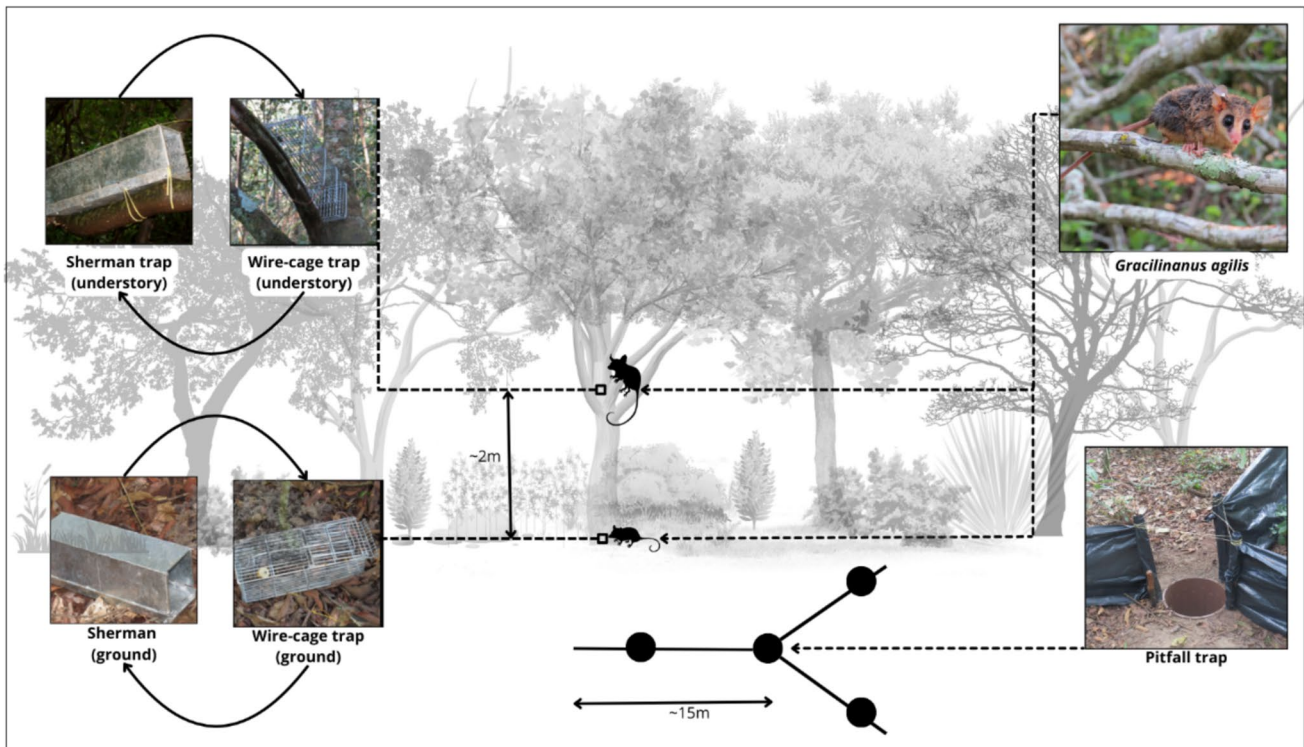 Sherman trap
(understory)
Wire-cage trap
(understory)
Gracilinanus agilis
~2m
Sherman
(ground)
Wire-cage trap
(ground)
Pitfall trap
~15m